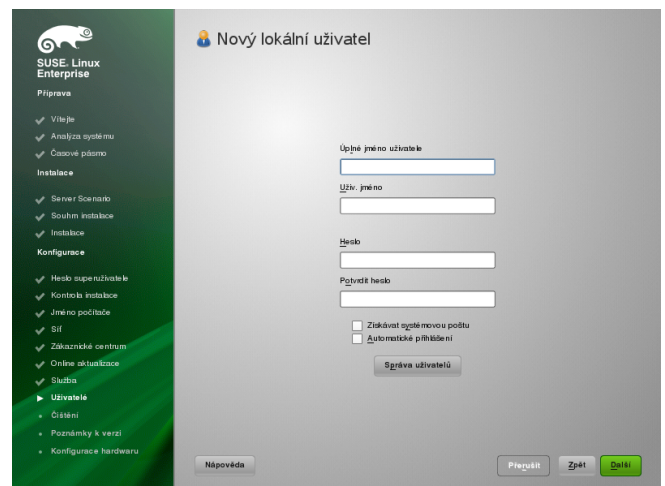 SUSE. Linux
Enterprise
Příprava
Vítejte
Analýza systému
Časové pásmo
Instalace
Server Scenario
Souhrn instalace
Instalace
Konfigurace
Heslo superuživatele
Kontrola instalace
Jméno počítače
Síť
Zákaznické centrum
Online aktualizace
Služba
Uživatelé
Čištění
Poznámky k verzi
Konfigurace hardwaru
Nový lokální uživatel
Úplné jméno uživatele
Uživ. jméno
Heslo
Potvrdit heslo
Získávat systémovou poštu
Automatické přihlášení
Správa uživatelů
Nápověda
Přerušit
Zpět
Další